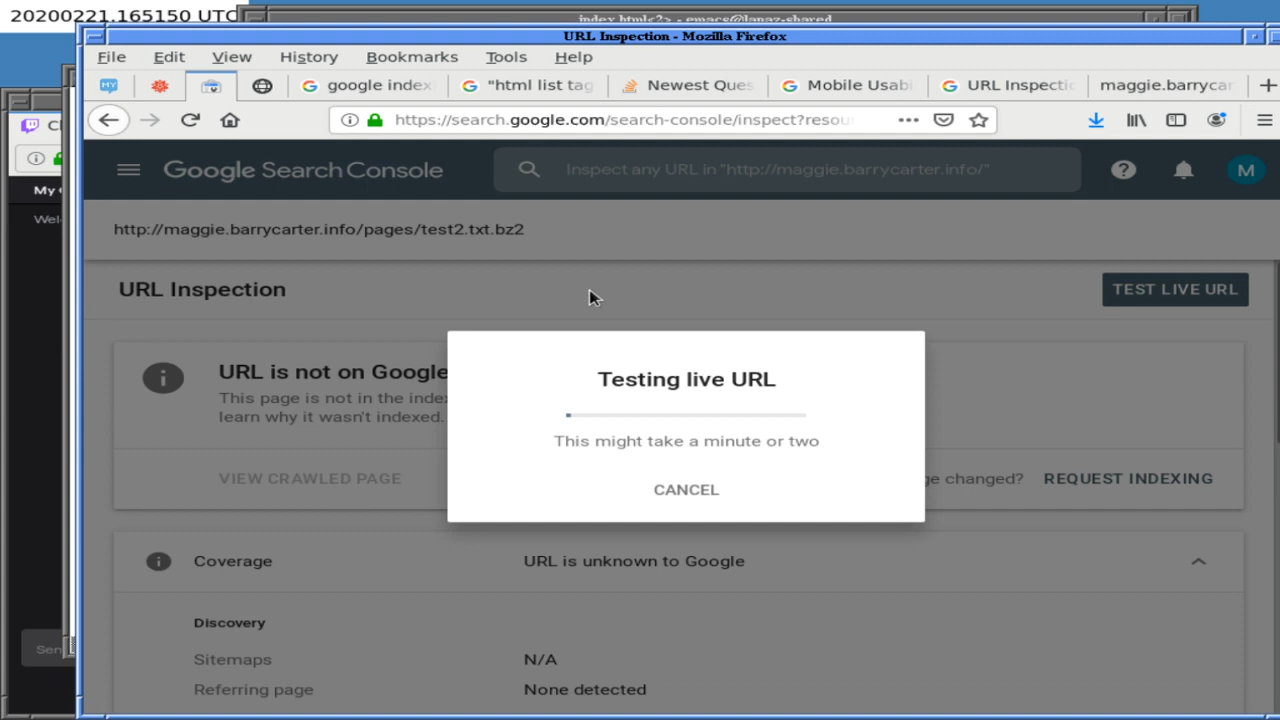 20200221.165150 UTC
index.html<2> - emacs@lanaz-shared
URL Inspection - Mozilla Firefox
File Edit View History Bookmarks Tools Help
google index "html list tag Newest Ques Mobile Usabi URL Inspectic maggie.barrycar
https://search.google.com/search-console/inspect?resou
Google Search Console
Inspect any URL in "http://maggie.barrycarter.info/"
M
My
Wel
http://maggie.barrycarter.info/pages/test2.txt.bz2
URL Inspection
TEST LIVE URL
URL is not on Google
This page is not in the index
learn why it wasn't indexed.
Testing live URL
This might take a minute or two
CANCEL
VIEW CRAWLED PAGE
ge changed? REQUEST INDEXING
Coverage URL is unknown to Google
Discovery
Sitemaps N/A
Sen
Referring page None detected